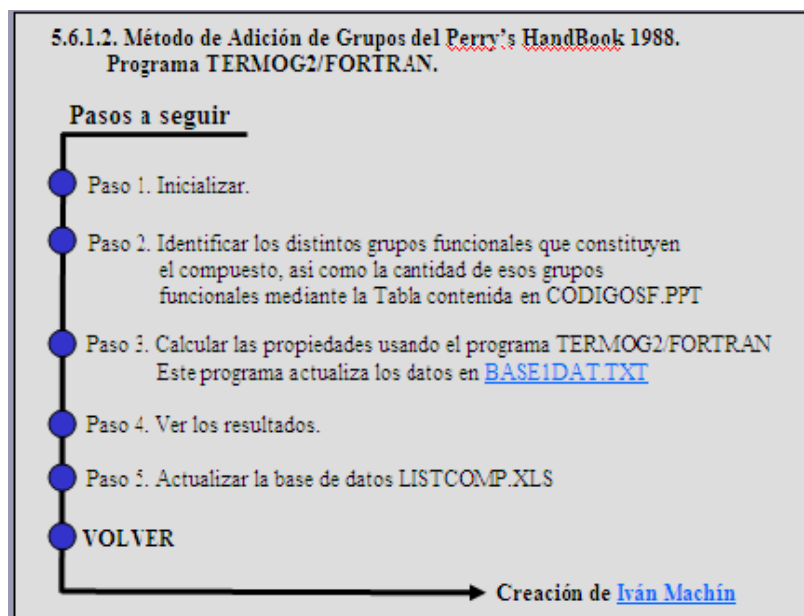 5.6.1.2. Método de Adición de Grupos del Perry's HandBook 1988.
Programa TERMOG2/FORTRAN.
Pasos a seguir
Paso 1. Inicializar.
Paso 2. Identificar los distintos grupos funcionales que constituyen
el compuesto, así como la cantidad de esos grupos
funcionales mediante la Tabla contenida en CODIGOSF.PPT
Paso 3. Calcular las propiedades usando el programa TERMOG2/FORTRAN
Este programa actualiza los datos en BASE1DAT.TXT
Paso 4. Ver los resultados.
Paso 5. Actualizar la base de datos LISTCOMP.XLS
VOLVER
Creación de Iván Machín